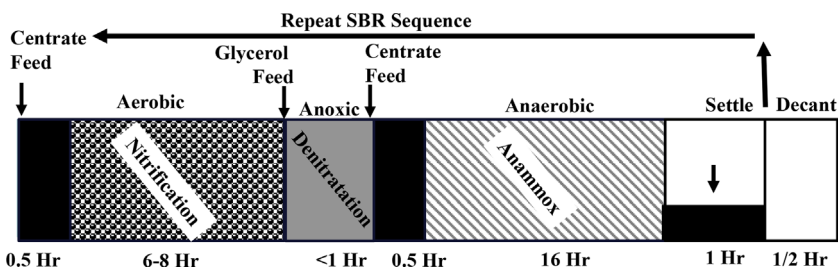 Repeat SBR Sequence
Centrate Feed
Glycerol Feed
Centrate Feed
Aerobic
Anoxic
Anaerobic
Settle
Decant
Nitrification
Denitratation
Anammox
0.5 Hr
6-8 Hr
<1 Hr
0.5 Hr
16 Hr
1 Hr
1/2 Hr